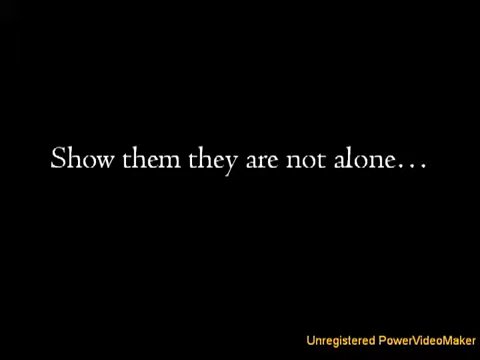 Show them they are not alone…
Unregistered PowerVideoMaker